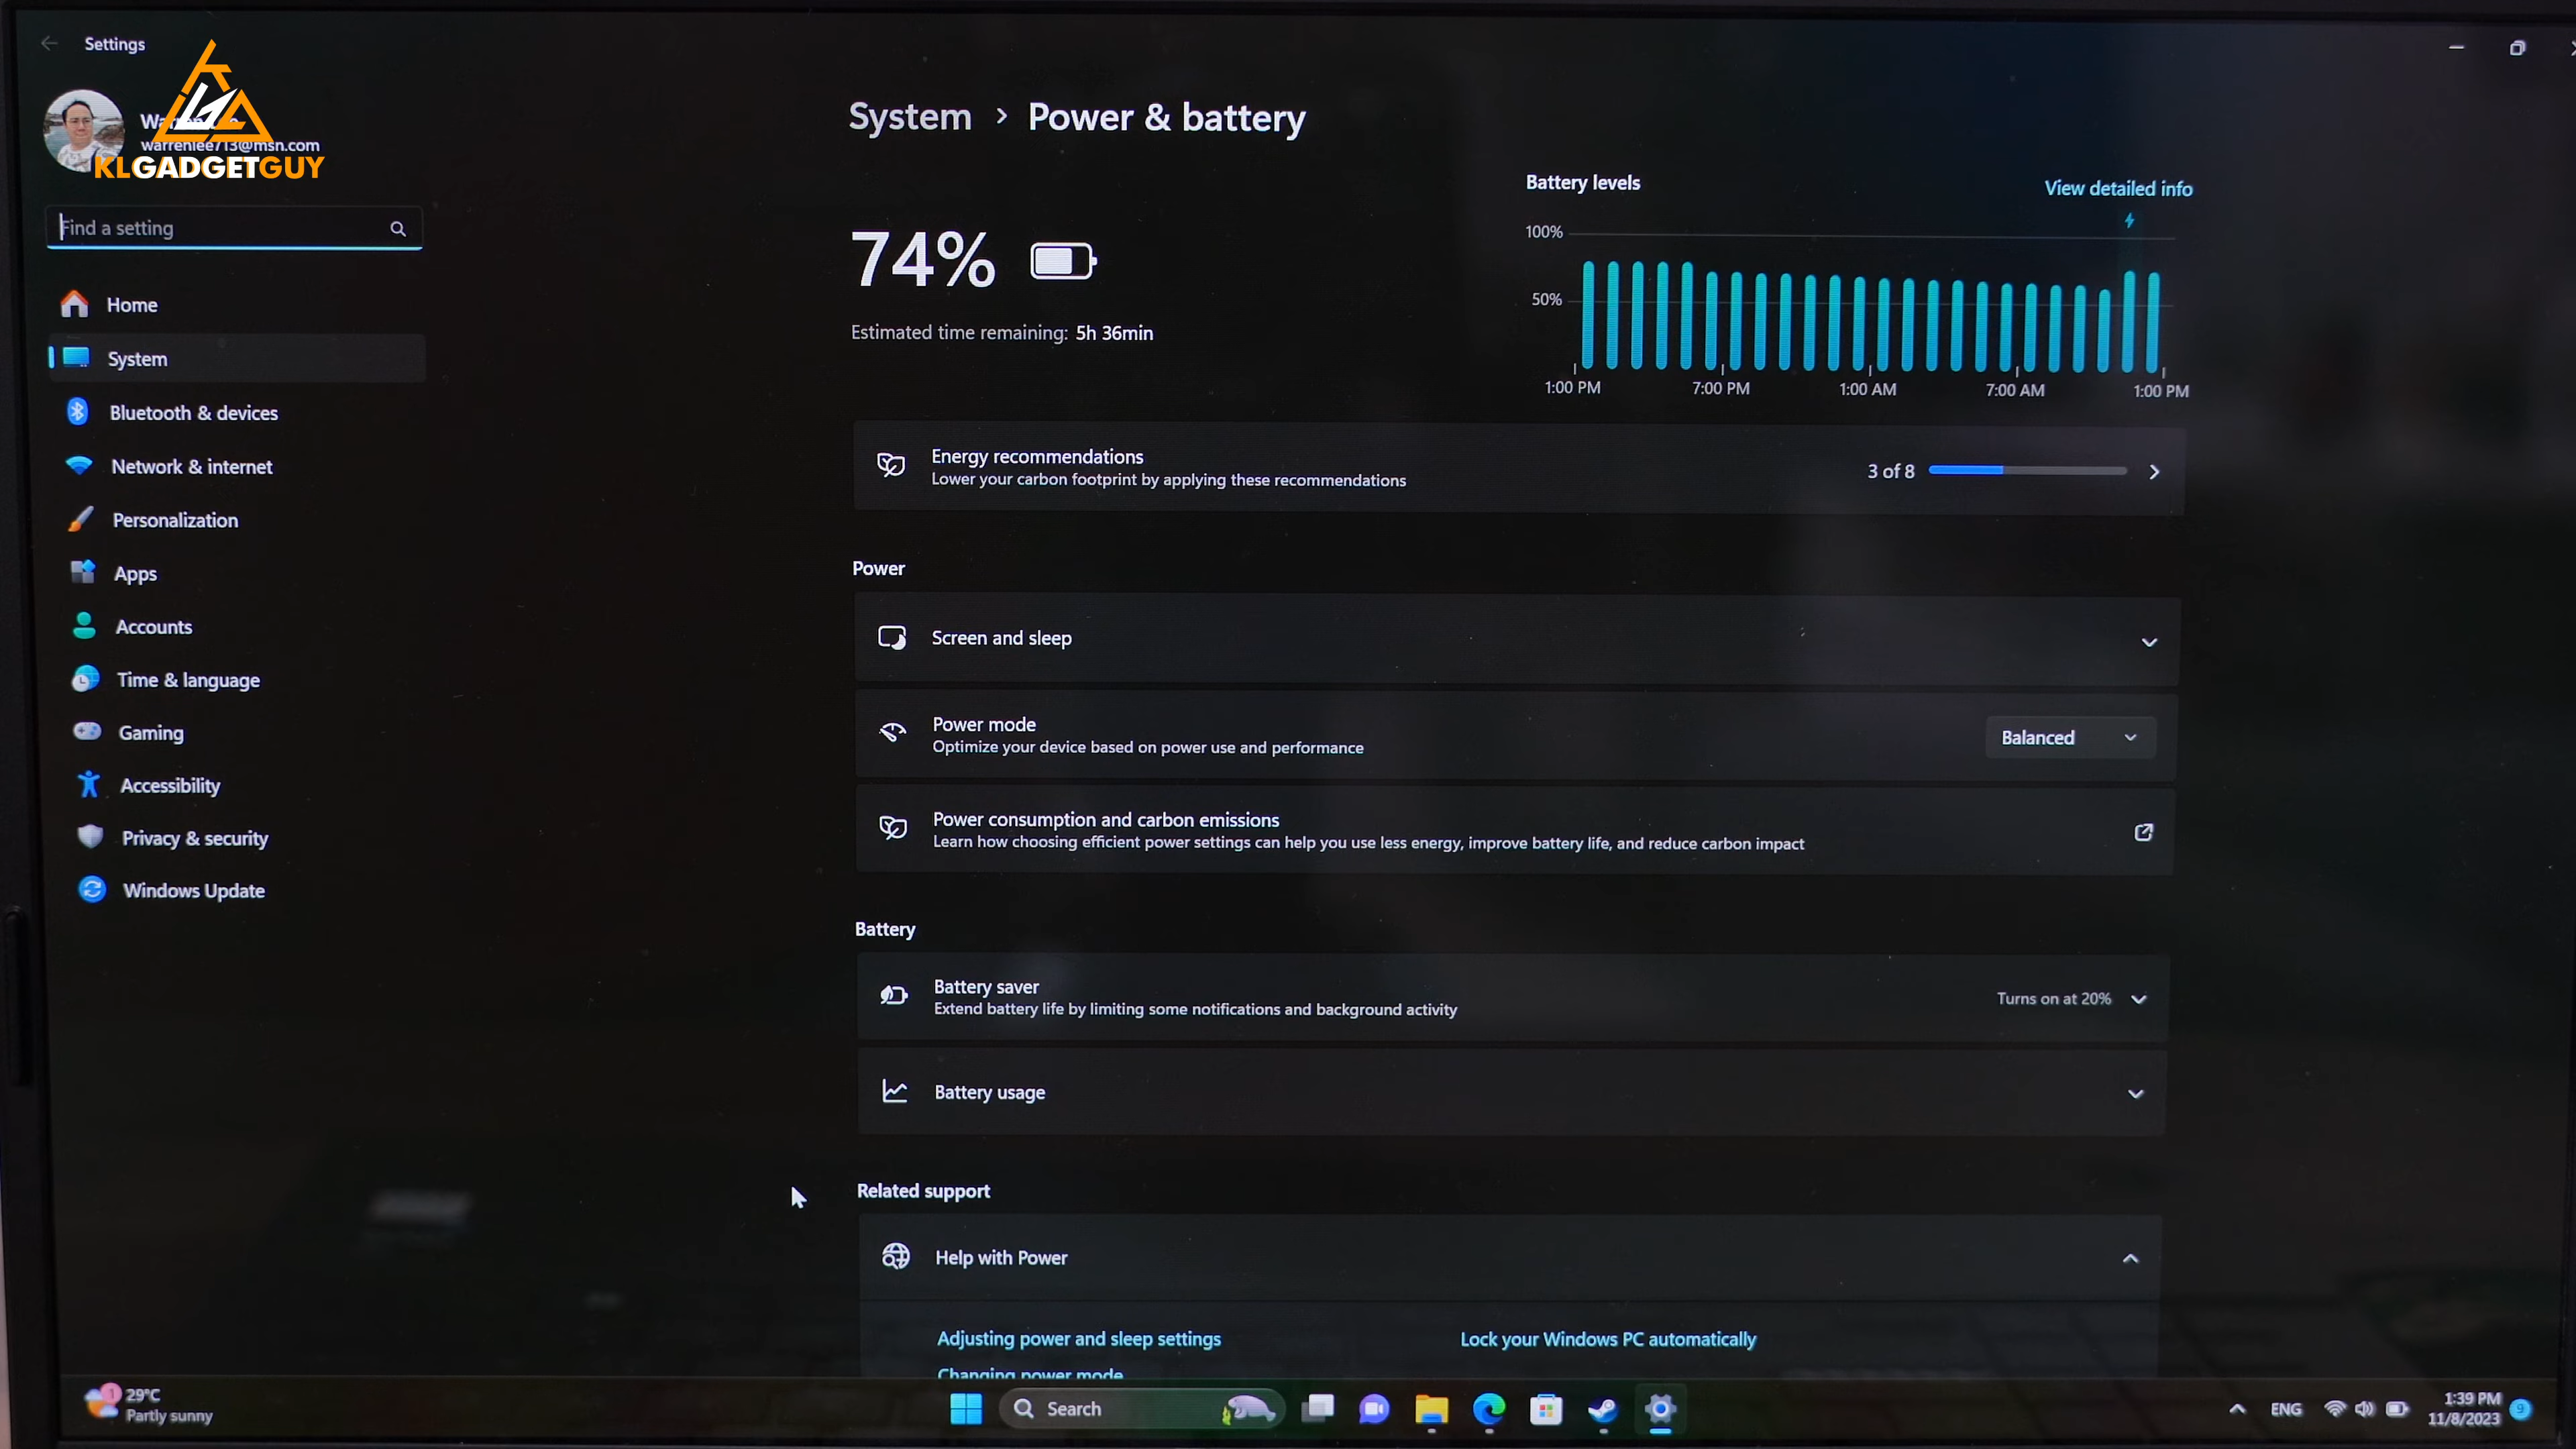 Settings
warrenlee713@msn.com
KLGADGETGUY
Find a setting
Home
System
Bluetooth & devices
Network & internet
Personalization
Apps
Accounts
Time & language
Gaming
Accessibility
Privacy & security
Windows Update
System > Power & battery
74%
Estimated time remaining: 5h 36min
Battery levels
View detailed info
100%
50%
1:00 PM 7:00 PM 1:00 AM 7:00 AM 1:00 PM
Energy recommendations
Lower your carbon footprint by applying these recommendations
3 of 8
Power
Screen and sleep
Power mode
Optimize your device based on power use and performance
Balanced
Power consumption and carbon emissions
Learn how choosing efficient power settings can help you use less energy, improve battery life, and reduce carbon impact
Battery
Battery saver
Extend battery life by limiting some notifications and background activity
Turns on at 20%
Battery usage
Related support
Help with Power
Adjusting power and sleep settings
Lock your Windows PC automatically
Changing power mode
1
29°C
Partly sunny
Search
ENG
1:39 PM
11/8/2023
9